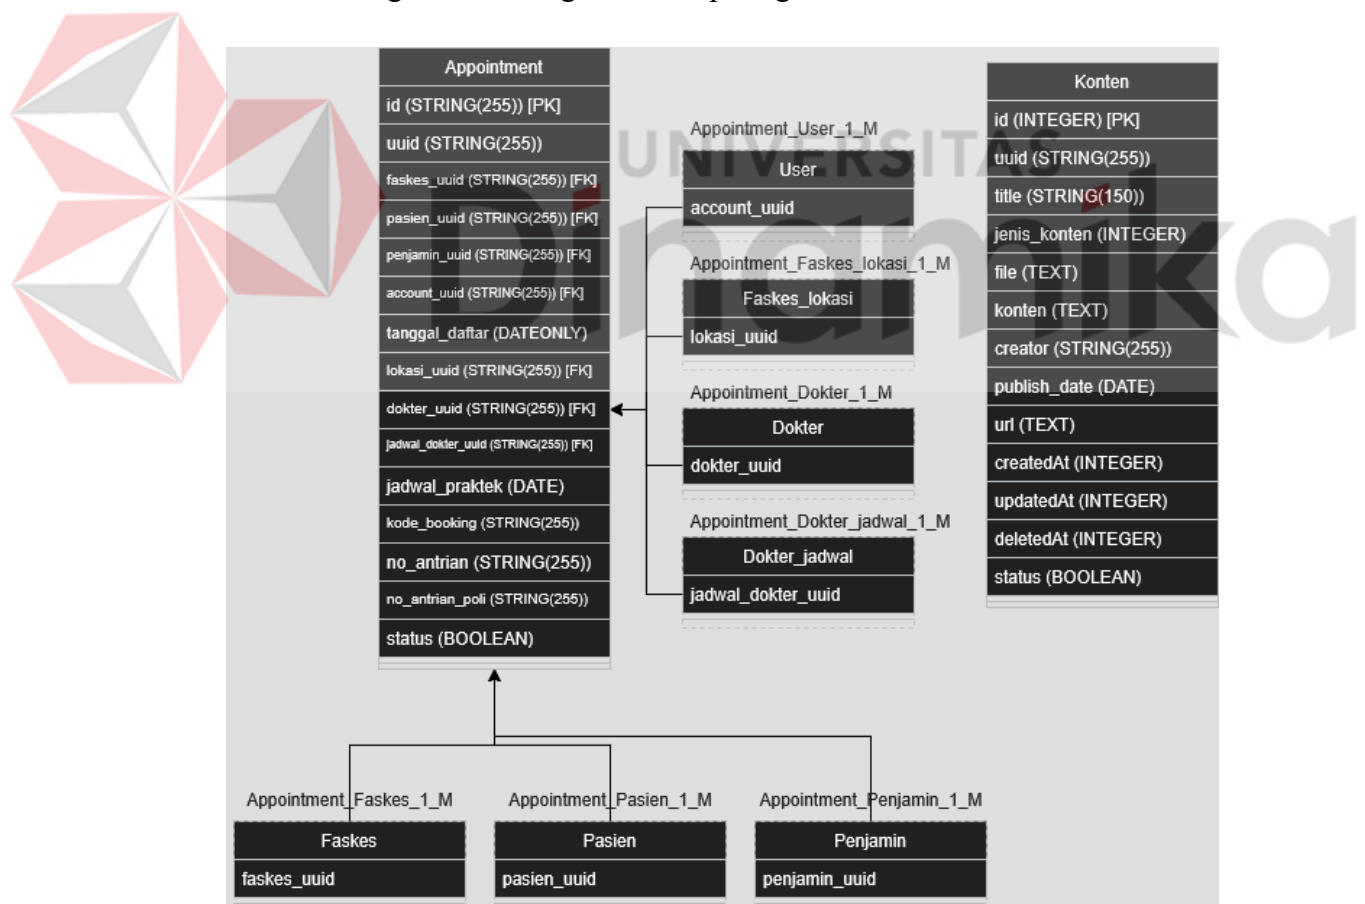 Appointment
id (STRING(255)) [PK]
uuid (STRING(255))
faskes_uuid (STRING(255)) [FK]
pasien_uuid (STRING(255)) [FK]
penjamin_uuid (STRING(255)) [FK]
account_uuid (STRING(255)) [FK]
tanggal_daftar (DATEONLY)
lokasi_uuid (STRING(255)) [FK]
dokter_uuid (STRING(255)) [FK]
jadwal_dokter_uuid (STRING(255)) [FK]
jadwal_praktek (DATE)
kode_booking (STRING(255))
no_antrian (STRING(255))
no_antrian_poli (STRING(255))
status (BOOLEAN)
UNIVERSITAS
Dinamika
Appointment_User_1_M
User
account_uuid
Appointment_Faskes_lokasi_1_M
Faskes_lokasi
lokasi_uuid
Appointment_Dokter_1_M
Dokter
dokter_uuid
Appointment_Dokter_jadwal_1_M
Dokter_jadwal
jadwal_dokter_uuid
Konten
id (INTEGER) [PK]
uuid (STRING(255))
title (STRING(150))
jenis_konten (INTEGER)
file (TEXT)
konten (TEXT)
creator (STRING(255))
publish_date (DATE)
url (TEXT)
createdAt (INTEGER)
updatedAt (INTEGER)
deletedAt (INTEGER)
status (BOOLEAN)
Appointment_Faskes_1_M
Faskes
faskes_uuid
Appointment_Pasien_1_M
Pasien
pasien_uuid
Appointment_Penjamin_1_M
Penjamin
penjamin_uuid